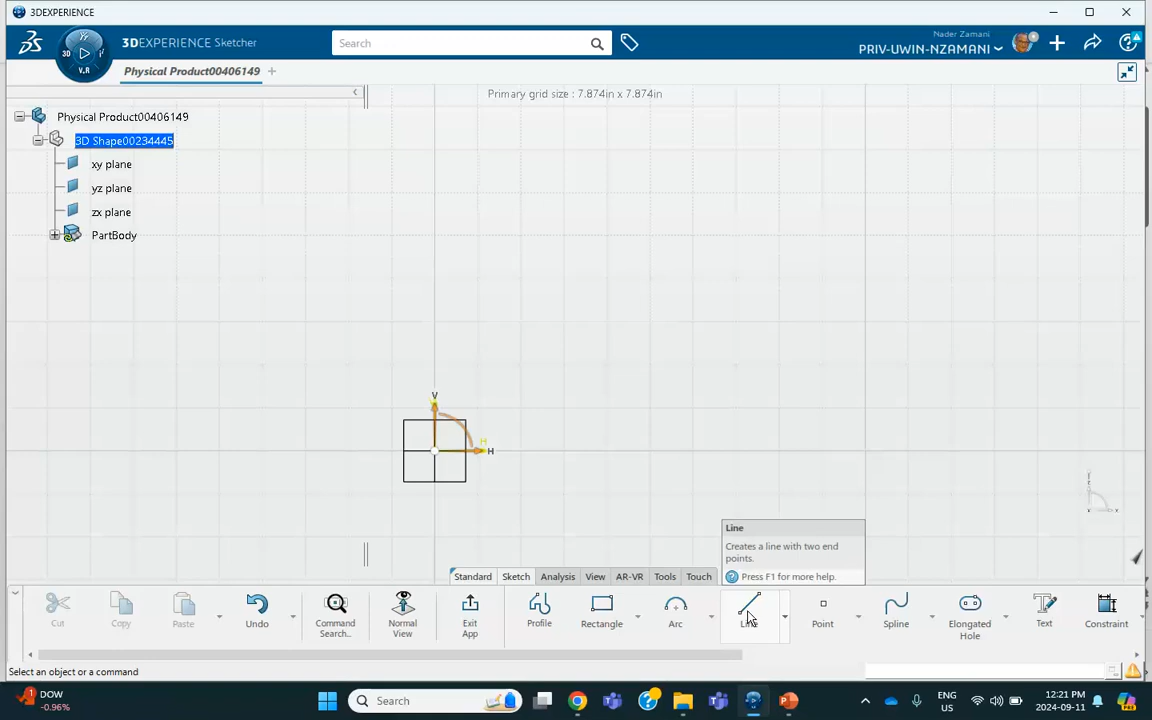 3DEXPERIENCE
3DEXPERIENCE Sketcher
3D
V.R
Search
Nader Zamani
PRIV-UWIN-NZAMANI
Physical Product00406149
+
Primary grid size : 7.874in x 7.874in
Physical Product00406149
3D Shape00234445
xy plane
yz plane
zx plane
PartBody
V
H
H
Line
Creates a line with two end
points.
Press F1 for more help.
Standard Sketch Analysis View AR-VR Tools Touch
Cut
Copy
Paste
Undo
Command
Search...
Normal
View
Exit
App
Profile
Rectangle
Arc
Line
Point
Spline
Elongated
Hole
Text
Constraint
Select an object or a command
DOW
-0.96%
Search
ENG
US
12:21 PM
2024-09-11